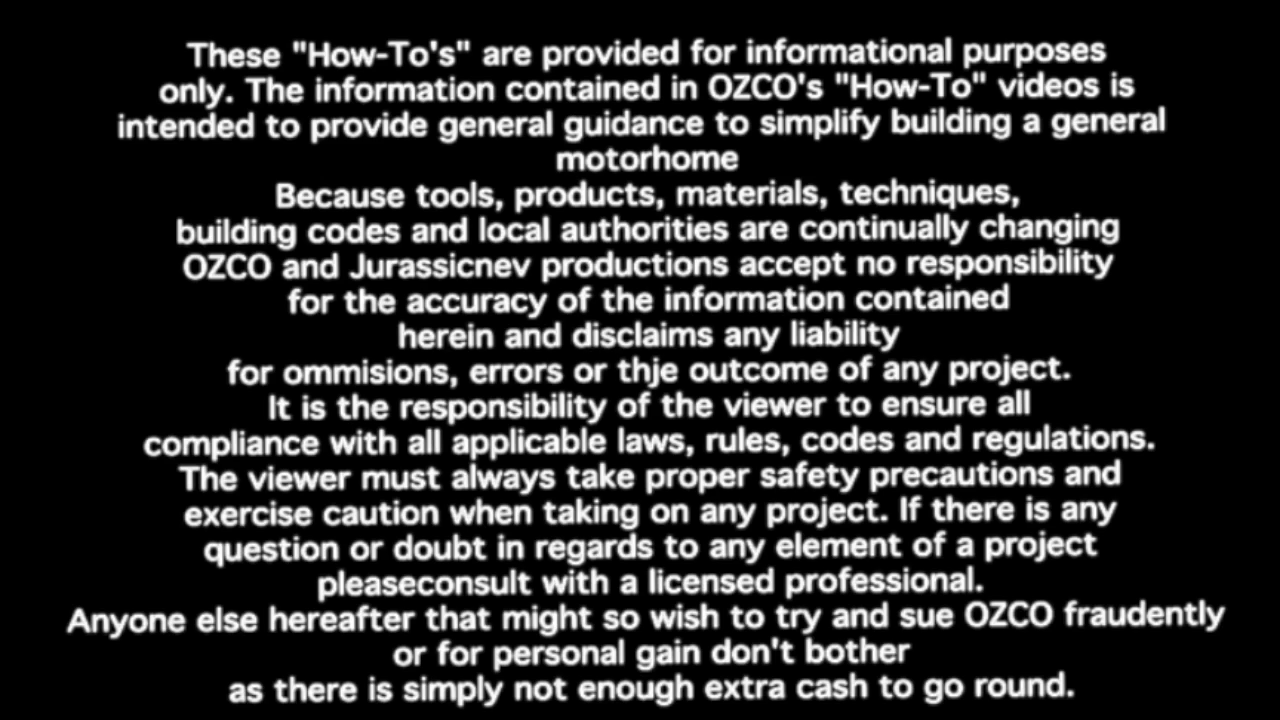 These "How-To's" are provided for informational purposes
only. The information contained in OZCO's "How-To" videos is
intended to provide general guidance to simplify building a general
motorhome
Because tools, products, materials, techniques,
building codes and local authorities are continually changing
OZCO and Jurassicnev productions accept no responsibility
for the accuracy of the information contained
herein and disclaims any liability
for ommisions, errors or thje outcome of any project.
It is the responsibility of the viewer to ensure all
compliance with all applicable laws, rules, codes and regulations.
The viewer must always take proper safety precautions and
exercise caution when taking on any project. If there is any
question or doubt in regards to any element of a project
pleaseconsult with a licensed professional.
Anyone else hereafter that might so wish to try and sue OZCO fraudently
or for personal gain don't bother
as there is simply not enough extra cash to go round.